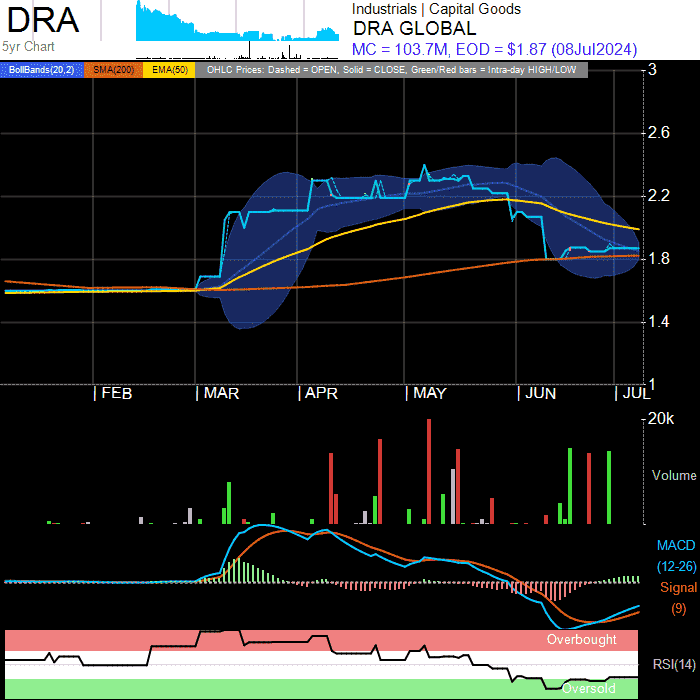 DRA
5yr Chart
Industrials | Capital Goods
DRA GLOBAL
MC = 103.7M, EOD = $1.87 (08Jul2024)
BollBands(20,2) SMA(200) EMA(50) OHLC Prices: Dashed = OPEN, Solid = CLOSE, Green/Red bars = Intra-day HIGH/LOW
3
2.6
2.2
1.8
1.4
1
FEB MAR APR MAY JUN JUL
20k
Volume
MACD
(12-26)
Signal
(9)
Overbought
RSI(14)
Oversold